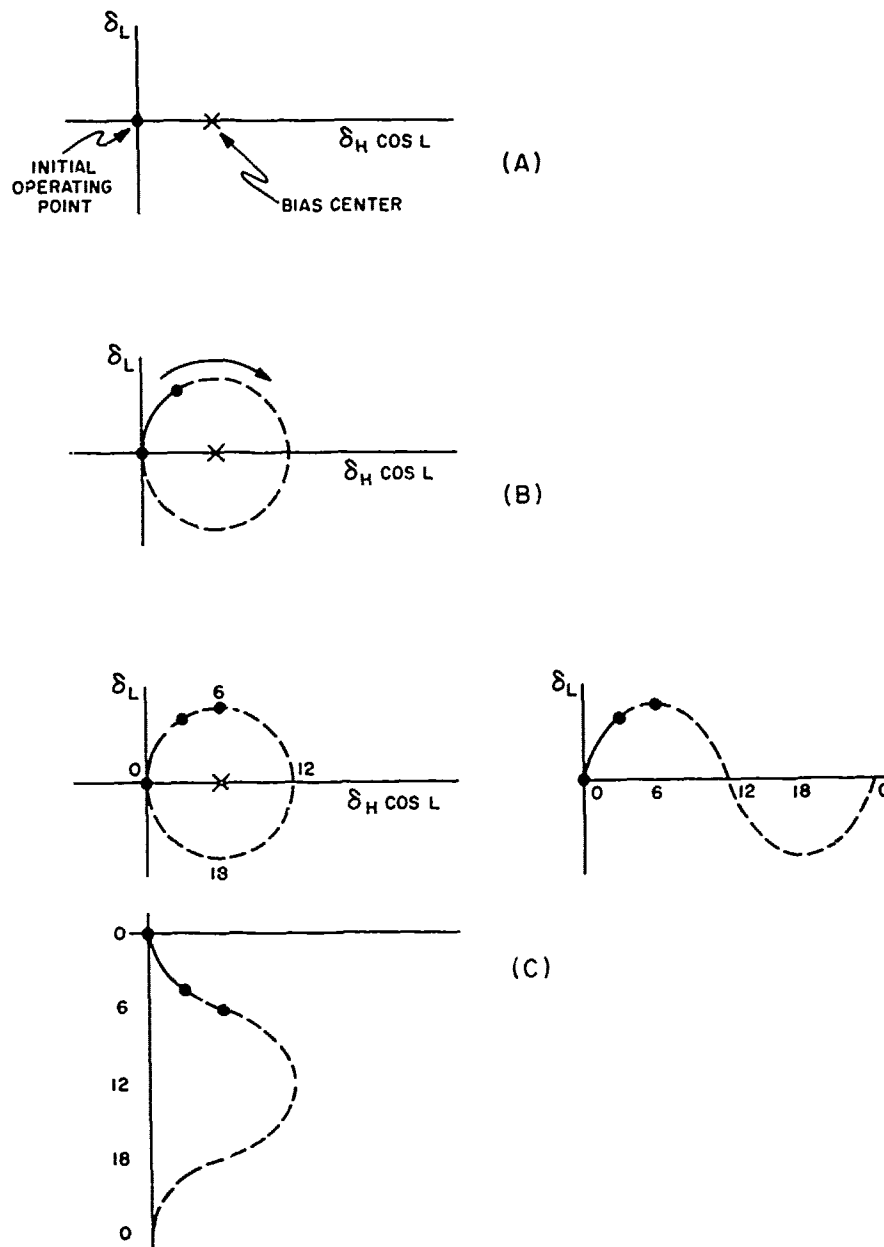 δL
δH COS L
INITIAL
OPERATING
POINT
BIAS CENTER
(A)
δL
δH COS L
(B)
δL
6
0
12
δH COS L
18
δL
0 6 12 18 0
0
6
12
18
0
(C)